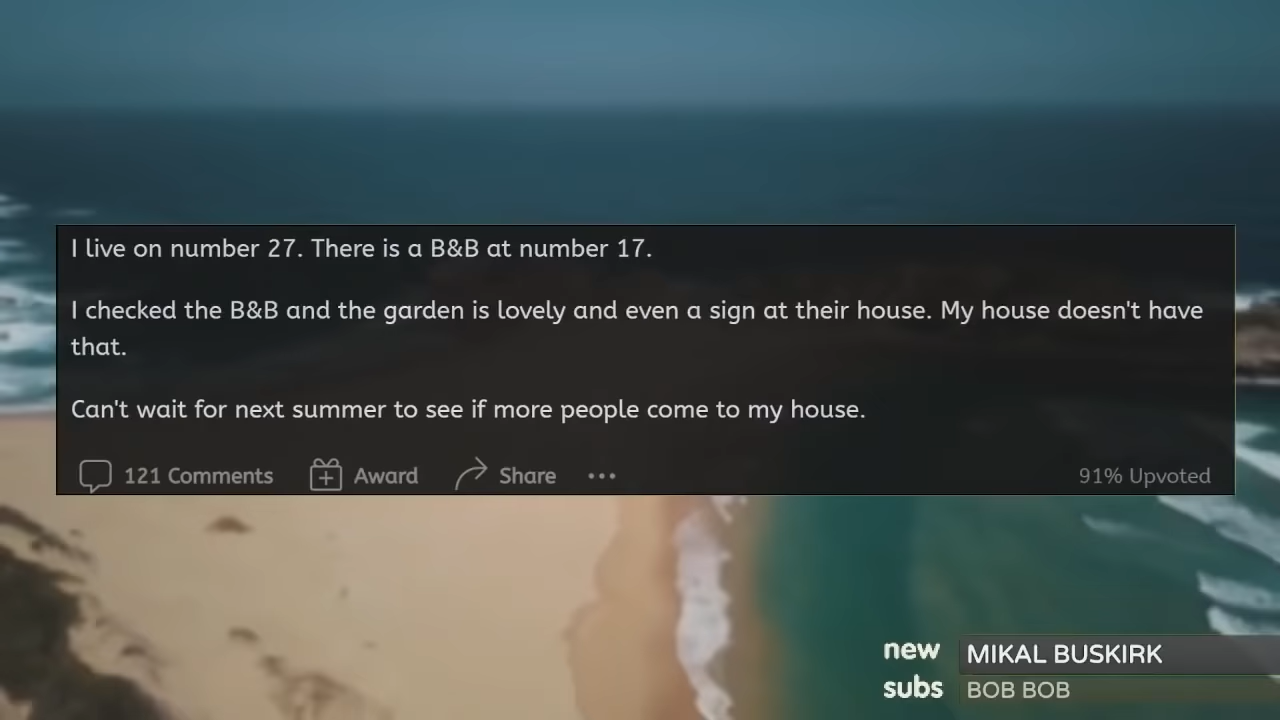 I live on number 27. There is a B&B at number 17.
I checked the B&B and the garden is lovely and even a sign at their house. My house doesn't have
that.
Can't wait for next summer to see if more people come to my house.
121 Comments Award Share ••• 91% Upvoted
new MIKAL BUSKIRK
subs BOB BOB